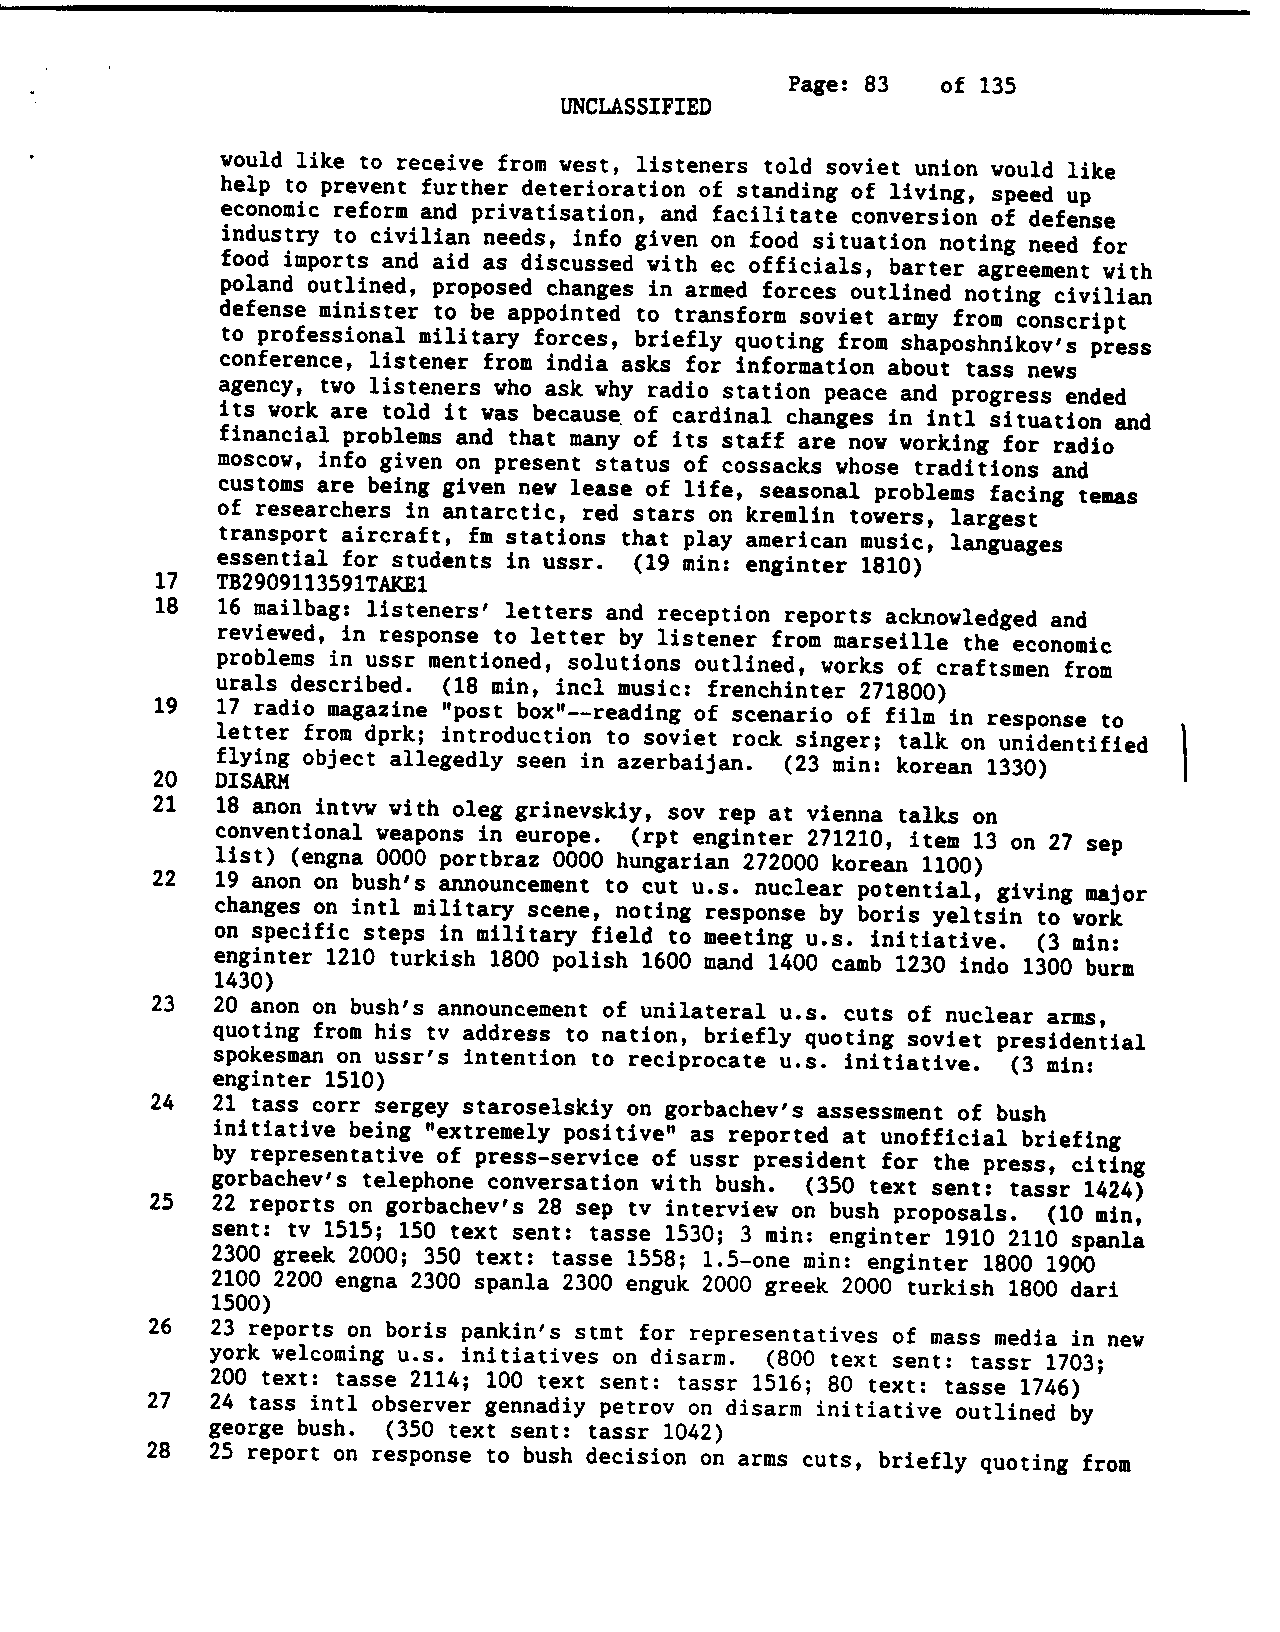 Page: 83 of 135
UNCLASSIFIED
would like to receive from west, listeners told soviet union would like
help to prevent further deterioration of standing of living, speed up
economic reform and privatisation, and facilitate conversion of defense
industry to civilian needs, info given on food situation noting need for
food imports and aid as discussed with ec officials, barter agreement with
poland outlined, proposed changes in armed forces outlined noting civilian
defense minister to be appointed to transform soviet army from conscript
to professional military forces, briefly quoting from shaposhnikov's press
conference, listener from india asks for information about tass news
agency, two listeners who ask why radio station peace and progress ended
its work are told it was because of cardinal changes in intl situation and
financial problems and that many of its staff are now working for radio
moscow, info given on present status of cossacks whose traditions and
customs are being given new lease of life, seasonal problems facing temas
of researchers in antarctic, red stars on kremlin towers, largest
transport aircraft, fm stations that play american music, languages
essential for students in ussr. (19 min: enginter 1810)
17 TB2909113591TAKE1
18 16 mailbag: listeners' letters and reception reports acknowledged and
reviewed, in response to letter by listener from marseille the economic
problems in ussr mentioned, solutions outlined, works of craftsmen from
urals described. (18 min, incl music: frenchinter 271800)
19 17 radio magazine "post box"--reading of scenario of film in response to
letter from dprk; introduction to soviet rock singer; talk on unidentified
flying object allegedly seen in azerbaijan. (23 min: korean 1330)
20 DISARM
21 18 anon intvw with oleg grinevskiy, sov rep at vienna talks on
conventional weapons in europe. (rpt enginter 271210, item 13 on 27 sep
list) (engna 0000 portbraz 0000 hungarian 272000 korean 1100)
22 19 anon on bush's announcement to cut u.s. nuclear potential, giving major
changes on intl military scene, noting response by boris yeltsin to work
on specific steps in military field to meeting u.s. initiative. (3 min:
enginter 1210 turkish 1800 polish 1600 mand 1400 camb 1230 indo 1300 burm
1430)
23 20 anon on bush's announcement of unilateral u.s. cuts of nuclear arms,
quoting from his tv address to nation, briefly quoting soviet presidential
spokesman on ussr's intention to reciprocate u.s. initiative. (3 min:
enginter 1510)
24 21 tass corr sergey staroselskiy on gorbachev's assessment of bush
initiative being "extremely positive" as reported at unofficial briefing
by representative of press-service of ussr president for the press, citing
gorbachev's telephone conversation with bush. (350 text sent: tassr 1424)
25 22 reports on gorbachev's 28 sep tv interview on bush proposals. (10 min,
sent: tv 1515; 150 text sent: tasse 1530; 3 min: enginter 1910 2110 spanla
2300 greek 2000; 350 text: tasse 1558; 1.5-one min: enginter 1800 1900
2100 2200 engna 2300 spanla 2300 enguk 2000 greek 2000 turkish 1800 dari
1500)
26 23 reports on boris pankin's stmt for representatives of mass media in new
york welcoming u.s. initiatives on disarm. (800 text sent: tassr 1703;
200 text: tasse 2114; 100 text sent: tassr 1516; 80 text: tasse 1746)
27 24 tass intl observer gennadiy petrov on disarm initiative outlined by
george bush. (350 text sent: tassr 1042)
28 25 report on response to bush decision on arms cuts, briefly quoting from